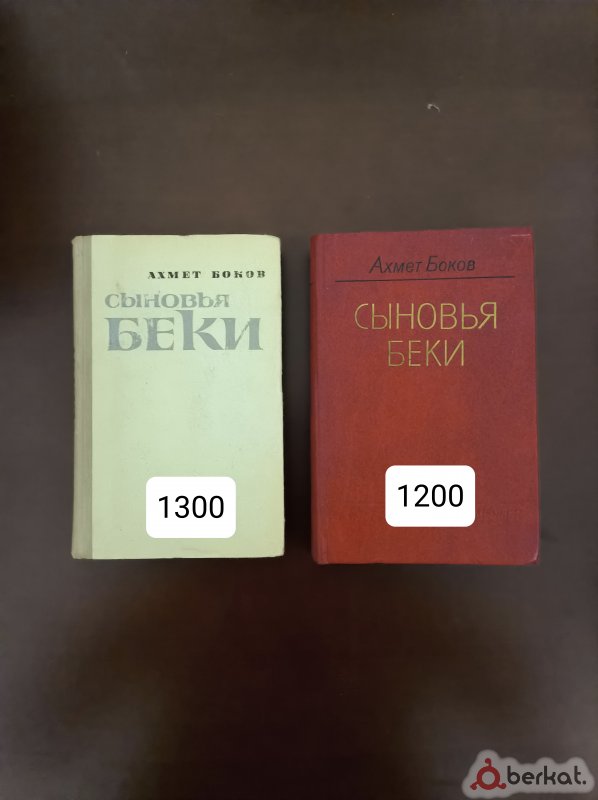 АХМЕТ БОКОВ
СЫНОВЬЯ
БЕКИ
1300
Ахмет Боков
СЫНОВЬЯ
БЕКИ
1200
berkat.